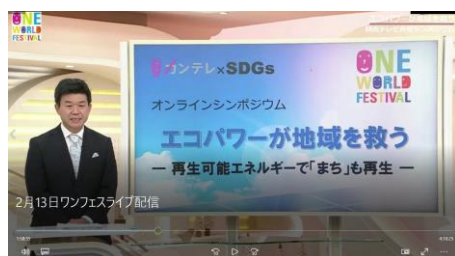 ONE
WORLD
FESTIVAL
カンテレ×SDGs
ONE
WORLD
FESTIVAL
オンラインシンポジウム
エコパワーが地域を救う
― 再生可能エネルギーで「まち」も再生 ―
2月13日ワンフェスライブ配信